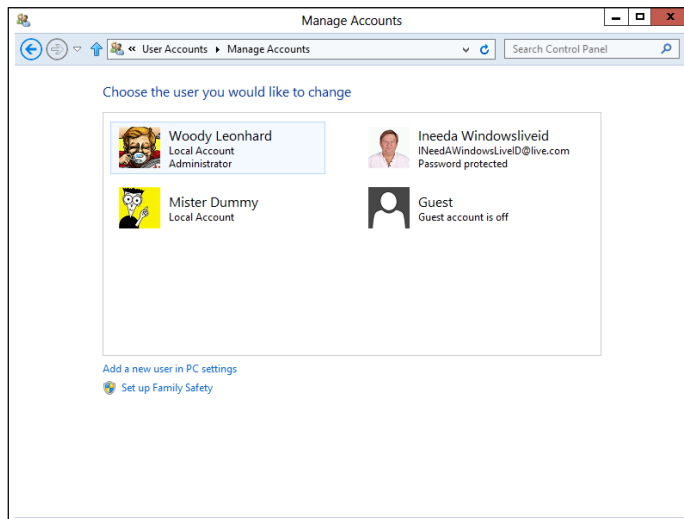 Manage Accounts
« User Accounts ▸ Manage Accounts
Search Control Panel
Choose the user you would like to change
Woody Leonhard
Local Account
Administrator
Ineeda Windowsliveid
INeedAWindowsLiveID@live.com
Password protected
Mister Dummy
Local Account
Guest
Guest account is off
Add a new user in PC settings
Set up Family Safety